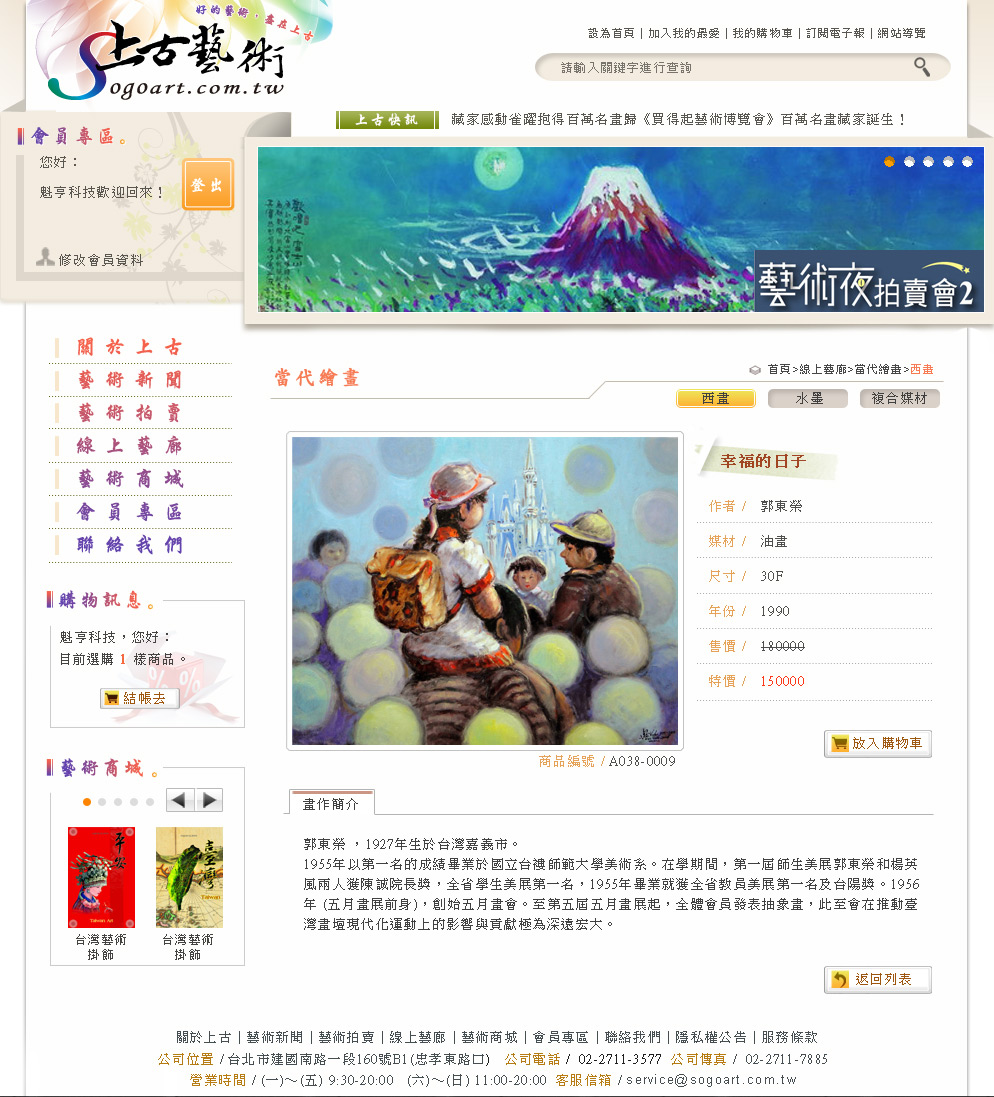 好的藝術，盡在上古
上古藝術
Sogoart.com.tw
設為首頁 | 加入我的最愛 | 我的購物車 | 訂閱電子報 | 網站導覽
請輸入關鍵字進行查詢
上古快訊
藏家感動雀躍抱得百萬名畫歸《買得起藝術博覽會》百萬名畫藏家誕生！
會員專區。
您好：
魁亨科技歡迎回來！
登出
修改會員資料
藝術夜拍賣會2
關於上古
藝術新聞
藝術拍賣
線上藝廊
藝術商城
會員專區
聯絡我們
當代繪畫
首頁>線上藝廊>當代繪畫>西畫
西畫
水墨
複合媒材
幸福的日子
作者 / 郭東榮
媒材 / 油畫
尺寸 / 30F
年份 / 1990
售價 / 180000
特價 / 150000
放入購物車
商品編號 / A038-0009
購物訊息。
魁亨科技，您好：
目前選購 1 樣商品。
結帳去
藝術商城。
平安
Taiwan Art
台灣藝術
掛飾
Taiwan
台灣藝術
掛飾
畫作簡介
郭東榮 ，1927年生於台灣嘉義市。
1955年以第一名的成績畢業於國立台灣師範大學美術系。在學期間，第一屆師生美展郭東榮和楊英
風兩人獲陳誠院長獎，全省學生美展第一名，1955年畢業就獲全省教員美展第一名及台陽獎。1956
年 (五月畫展前身)，創始五月畫會。至第五屆五月畫展起，全體會員發表抽象畫，此至會在推動臺
灣畫壇現代化運動上的影響與貢獻極為深遠宏大。
返回列表
關於上古 | 藝術新聞 | 藝術拍賣 | 線上藝廊 | 藝術商城 | 會員專區 | 聯絡我們 | 隱私權公告 | 服務條款
公司位置 / 台北市建國南路一段160號B1(忠孝東路口) 公司電話 / 02-2711-3577 公司傳真 / 02-2711-7885
營業時間 / (一)～(五) 9:30-20:00 (六)～(日) 11:00-20:00 客服信箱 / service@sogoart.com.tw